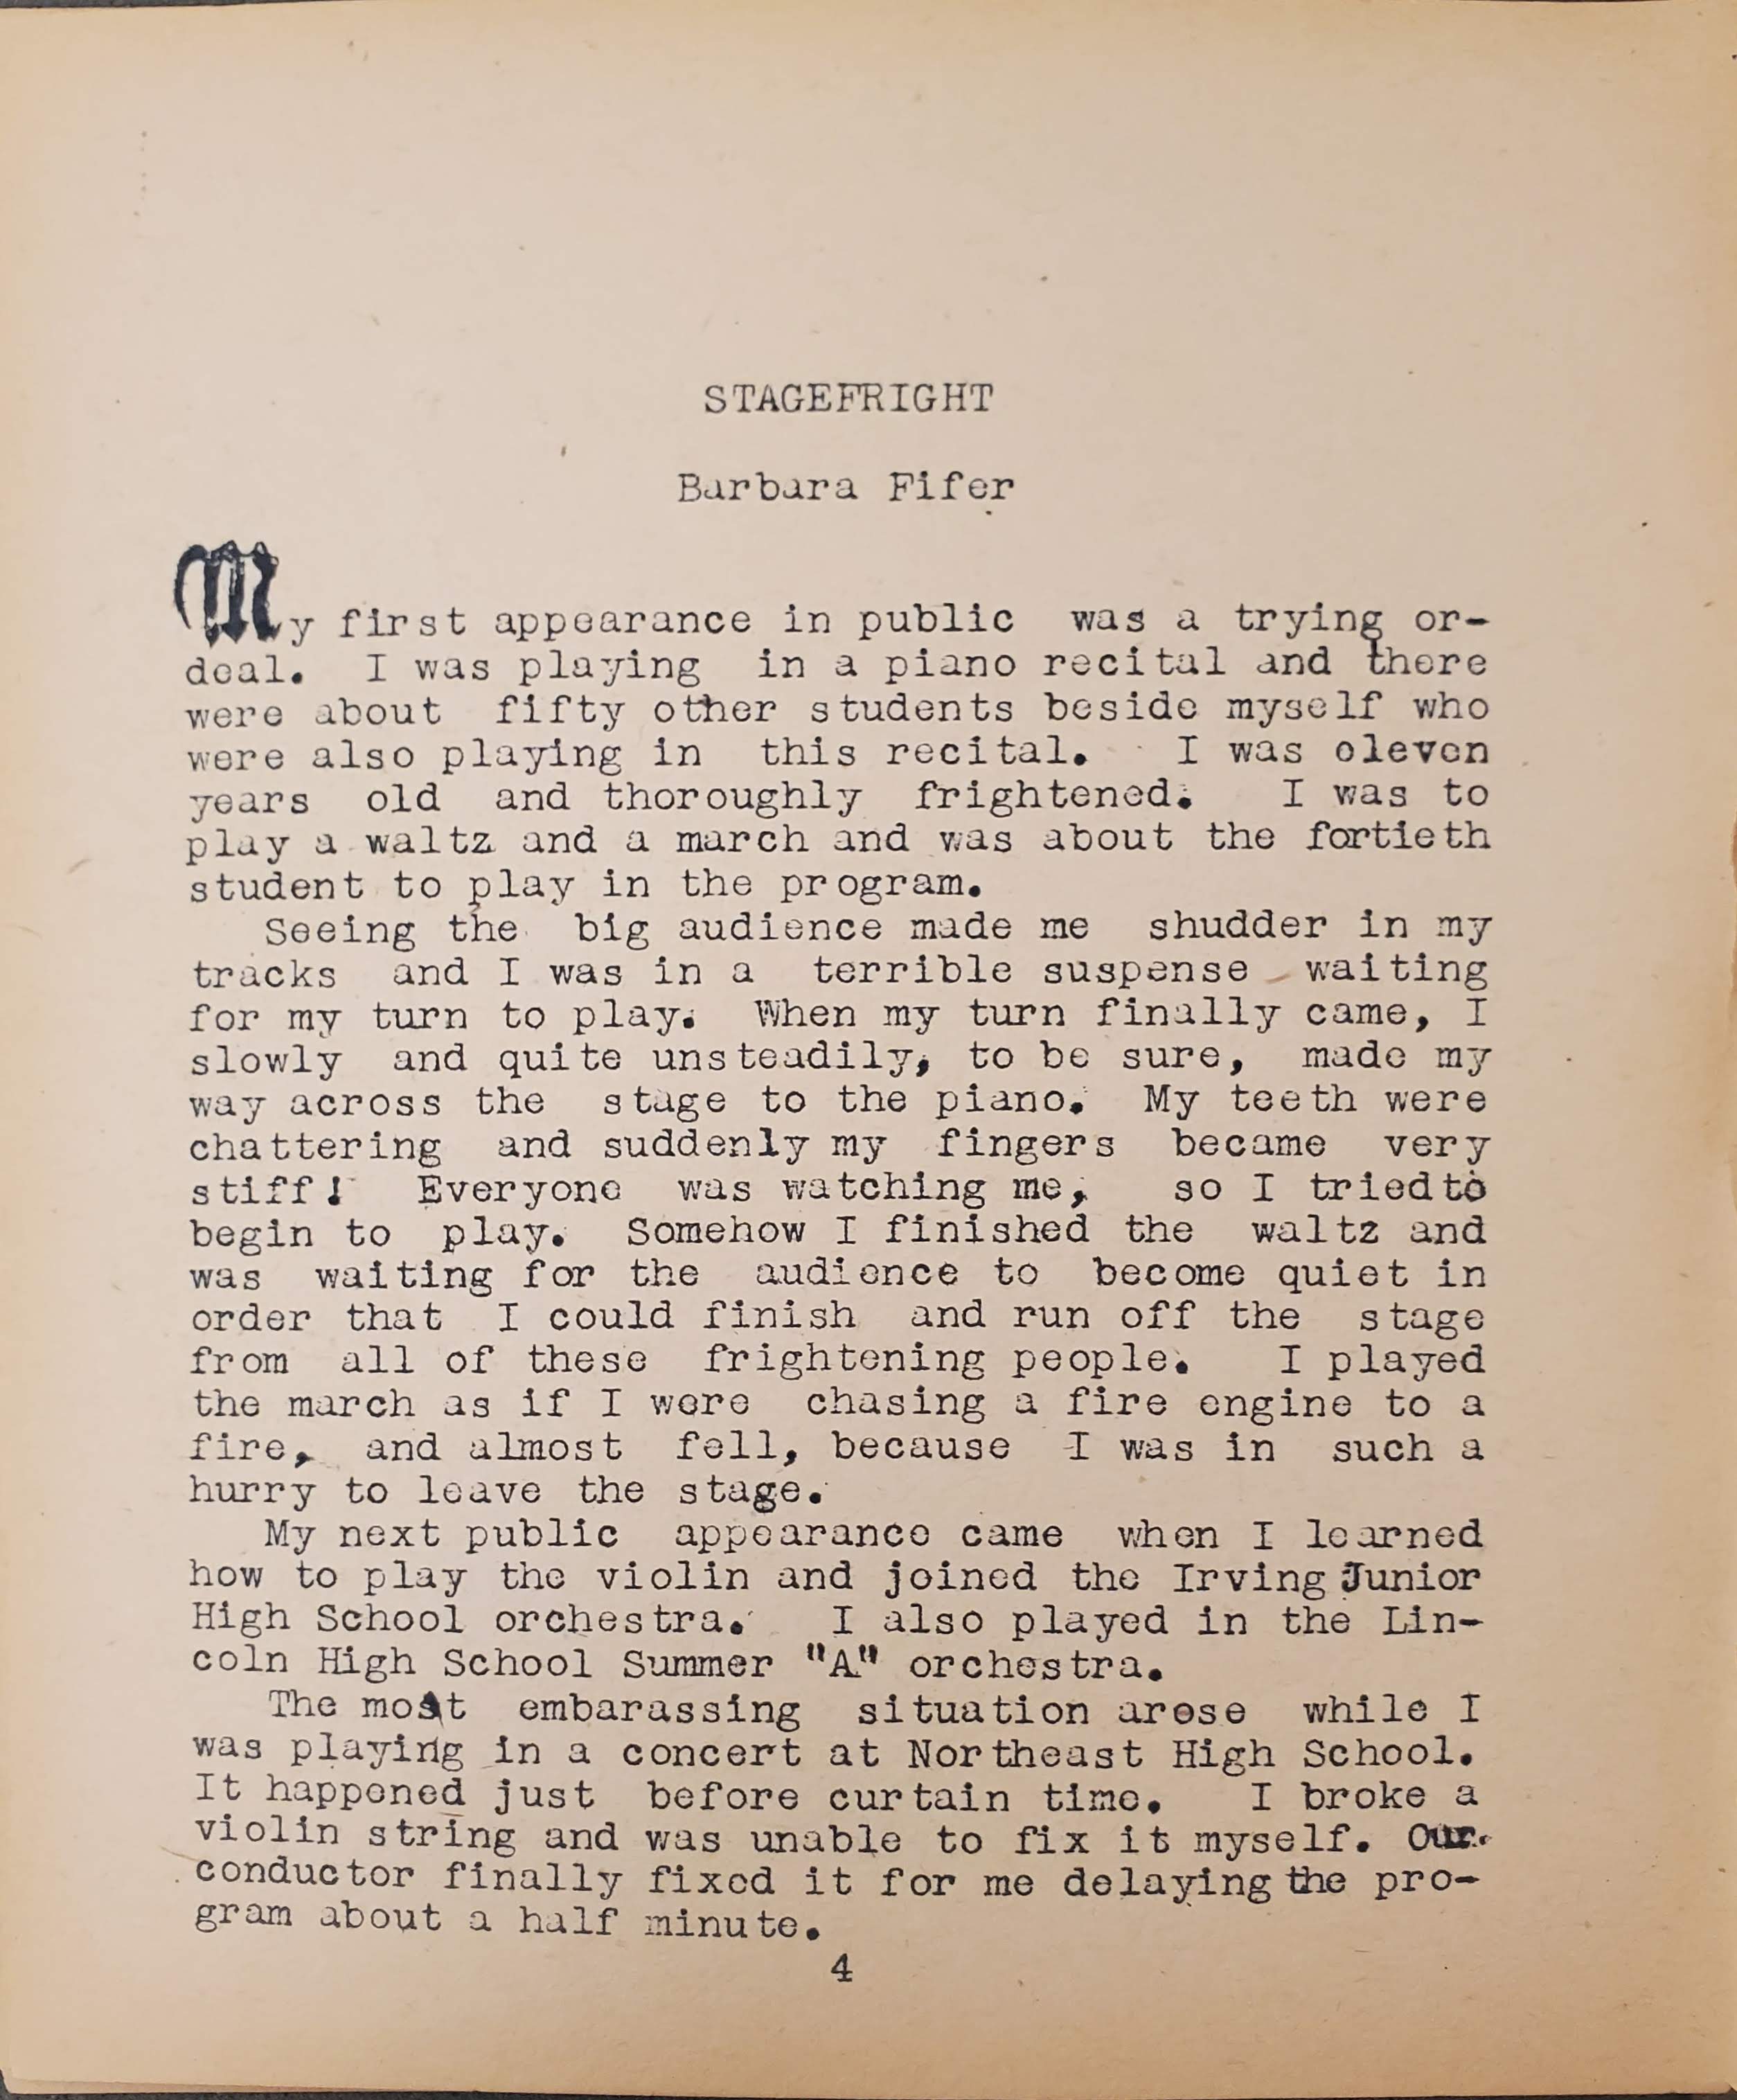 STAGEFRIGHT
Barbara Fifer
My first appearance in public was a trying or-
deal. I was playing in a piano recital and there
were about fifty other students beside myself who
were also playing in this recital. I was eleven
years old and thoroughly frightened. I was to
play a waltz and a march and was about the fortieth
student to play in the program.
Seeing the big audience made me shudder in my
tracks and I was in a terrible suspense waiting
for my turn to play. When my turn finally came, I
slowly and quite unsteadily, to be sure, made my
way across the stage to the piano. My teeth were
chattering and suddenly my fingers became very
stiff! Everyone was watching me, so I tried to
begin to play. Somehow I finished the waltz and
was waiting for the audience to become quiet in
order that I could finish and run off the stage
from all of these frightening people. I played
the march as if I were chasing a fire engine to a
fire, and almost fell, because I was in such a
hurry to leave the stage.
My next public appearance came when I learned
how to play the violin and joined the Irving Junior
High School orchestra. I also played in the Lin-
coln High School Summer "A" orchestra.
The most embarassing situation arose while I
was playing in a concert at Northeast High School.
It happened just before curtain time. I broke a
violin string and was unable to fix it myself. Our
conductor finally fixed it for me delaying the pro-
gram about a half minute.
4